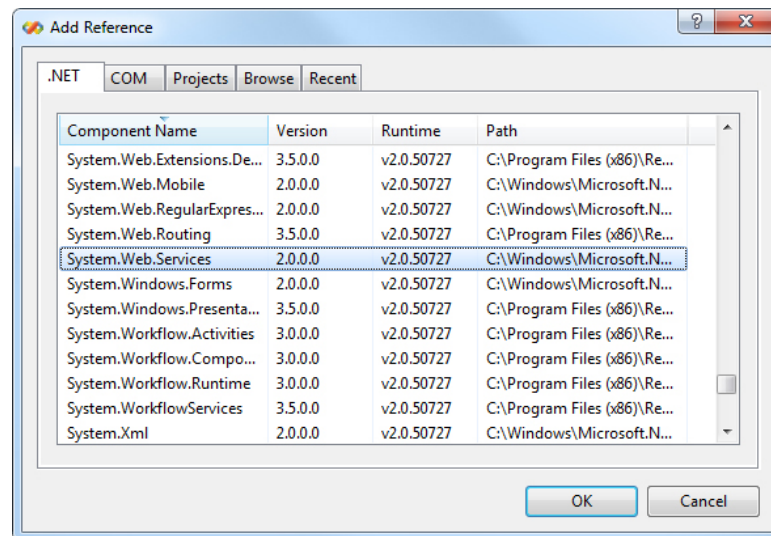 Add Reference
.NET COM Projects Browse Recent
Component Name Version Runtime Path
System.Web.Extensions.De... 3.5.0.0 v2.0.50727 C:\Program Files (x86)\Re...
System.Web.Mobile 2.0.0.0 v2.0.50727 C:\Windows\Microsoft.N...
System.Web.RegularExpres... 2.0.0.0 v2.0.50727 C:\Windows\Microsoft.N...
System.Web.Routing 3.5.0.0 v2.0.50727 C:\Program Files (x86)\Re...
System.Web.Services 2.0.0.0 v2.0.50727 C:\Windows\Microsoft.N...
System.Windows.Forms 2.0.0.0 v2.0.50727 C:\Windows\Microsoft.N...
System.Windows.Presenta... 3.5.0.0 v2.0.50727 C:\Program Files (x86)\Re...
System.Workflow.Activities 3.0.0.0 v2.0.50727 C:\Program Files (x86)\Re...
System.Workflow.Compo... 3.0.0.0 v2.0.50727 C:\Program Files (x86)\Re...
System.Workflow.Runtime 3.0.0.0 v2.0.50727 C:\Program Files (x86)\Re...
System.WorkflowServices 3.5.0.0 v2.0.50727 C:\Program Files (x86)\Re...
System.Xml 2.0.0.0 v2.0.50727 C:\Windows\Microsoft.N...
OK Cancel